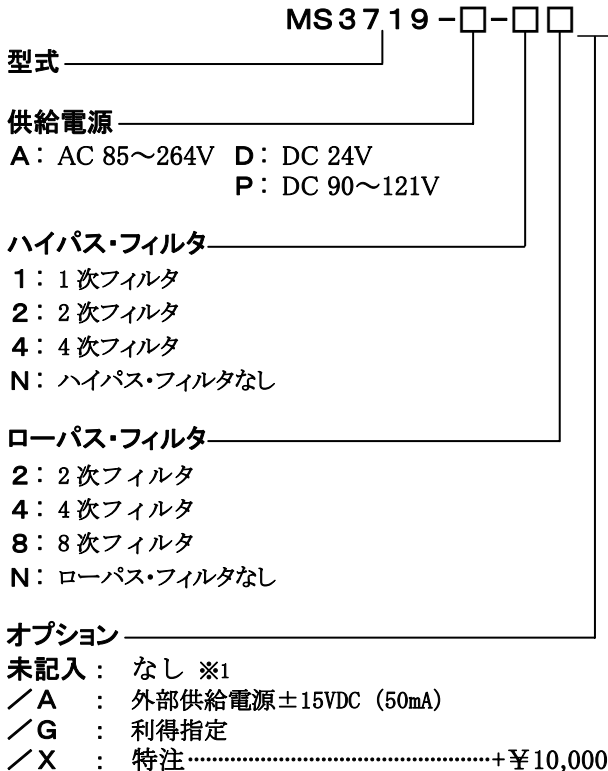 MS3719-□-□□
型式
供給電源
A： AC 85～264V D： DC 24V
P： DC 90～121V
ハイパス・フィルタ
1： 1次フィルタ
2： 2次フィルタ
4： 4次フィルタ
N： ハイパス・フィルタなし
ローパス・フィルタ
2： 2次フィルタ
4： 4次フィルタ
8： 8次フィルタ
N： ローパス・フィルタなし
オプション
未記入： なし ※1
／A ： 外部供給電源±15VDC（50mA）
／G ： 利得指定
／X ： 特注………………………………………+￥10,000